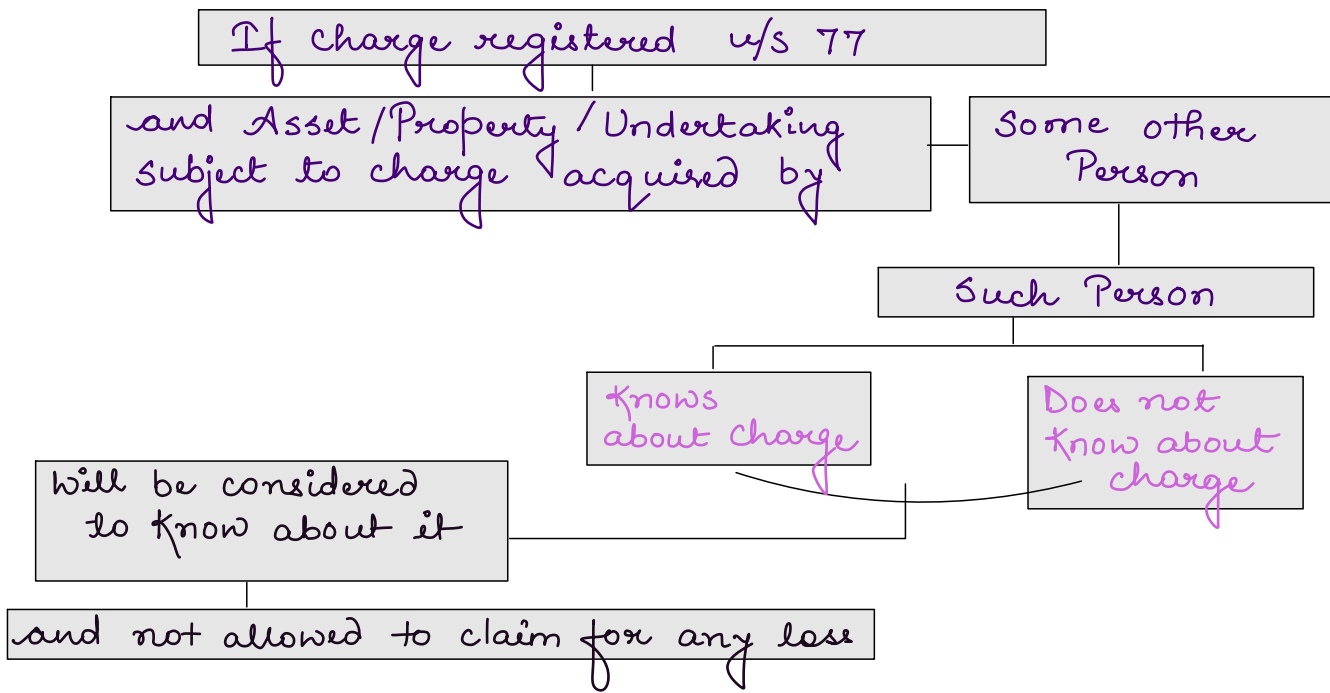 If charge registered u/s 77
and Asset/Property/Undertaking
subject to charge acquired by
Some other
Person
Such Person
Knows
about charge
Does not
Know about
charge
Will be considered
to Know about it
and not allowed to claim for any loss